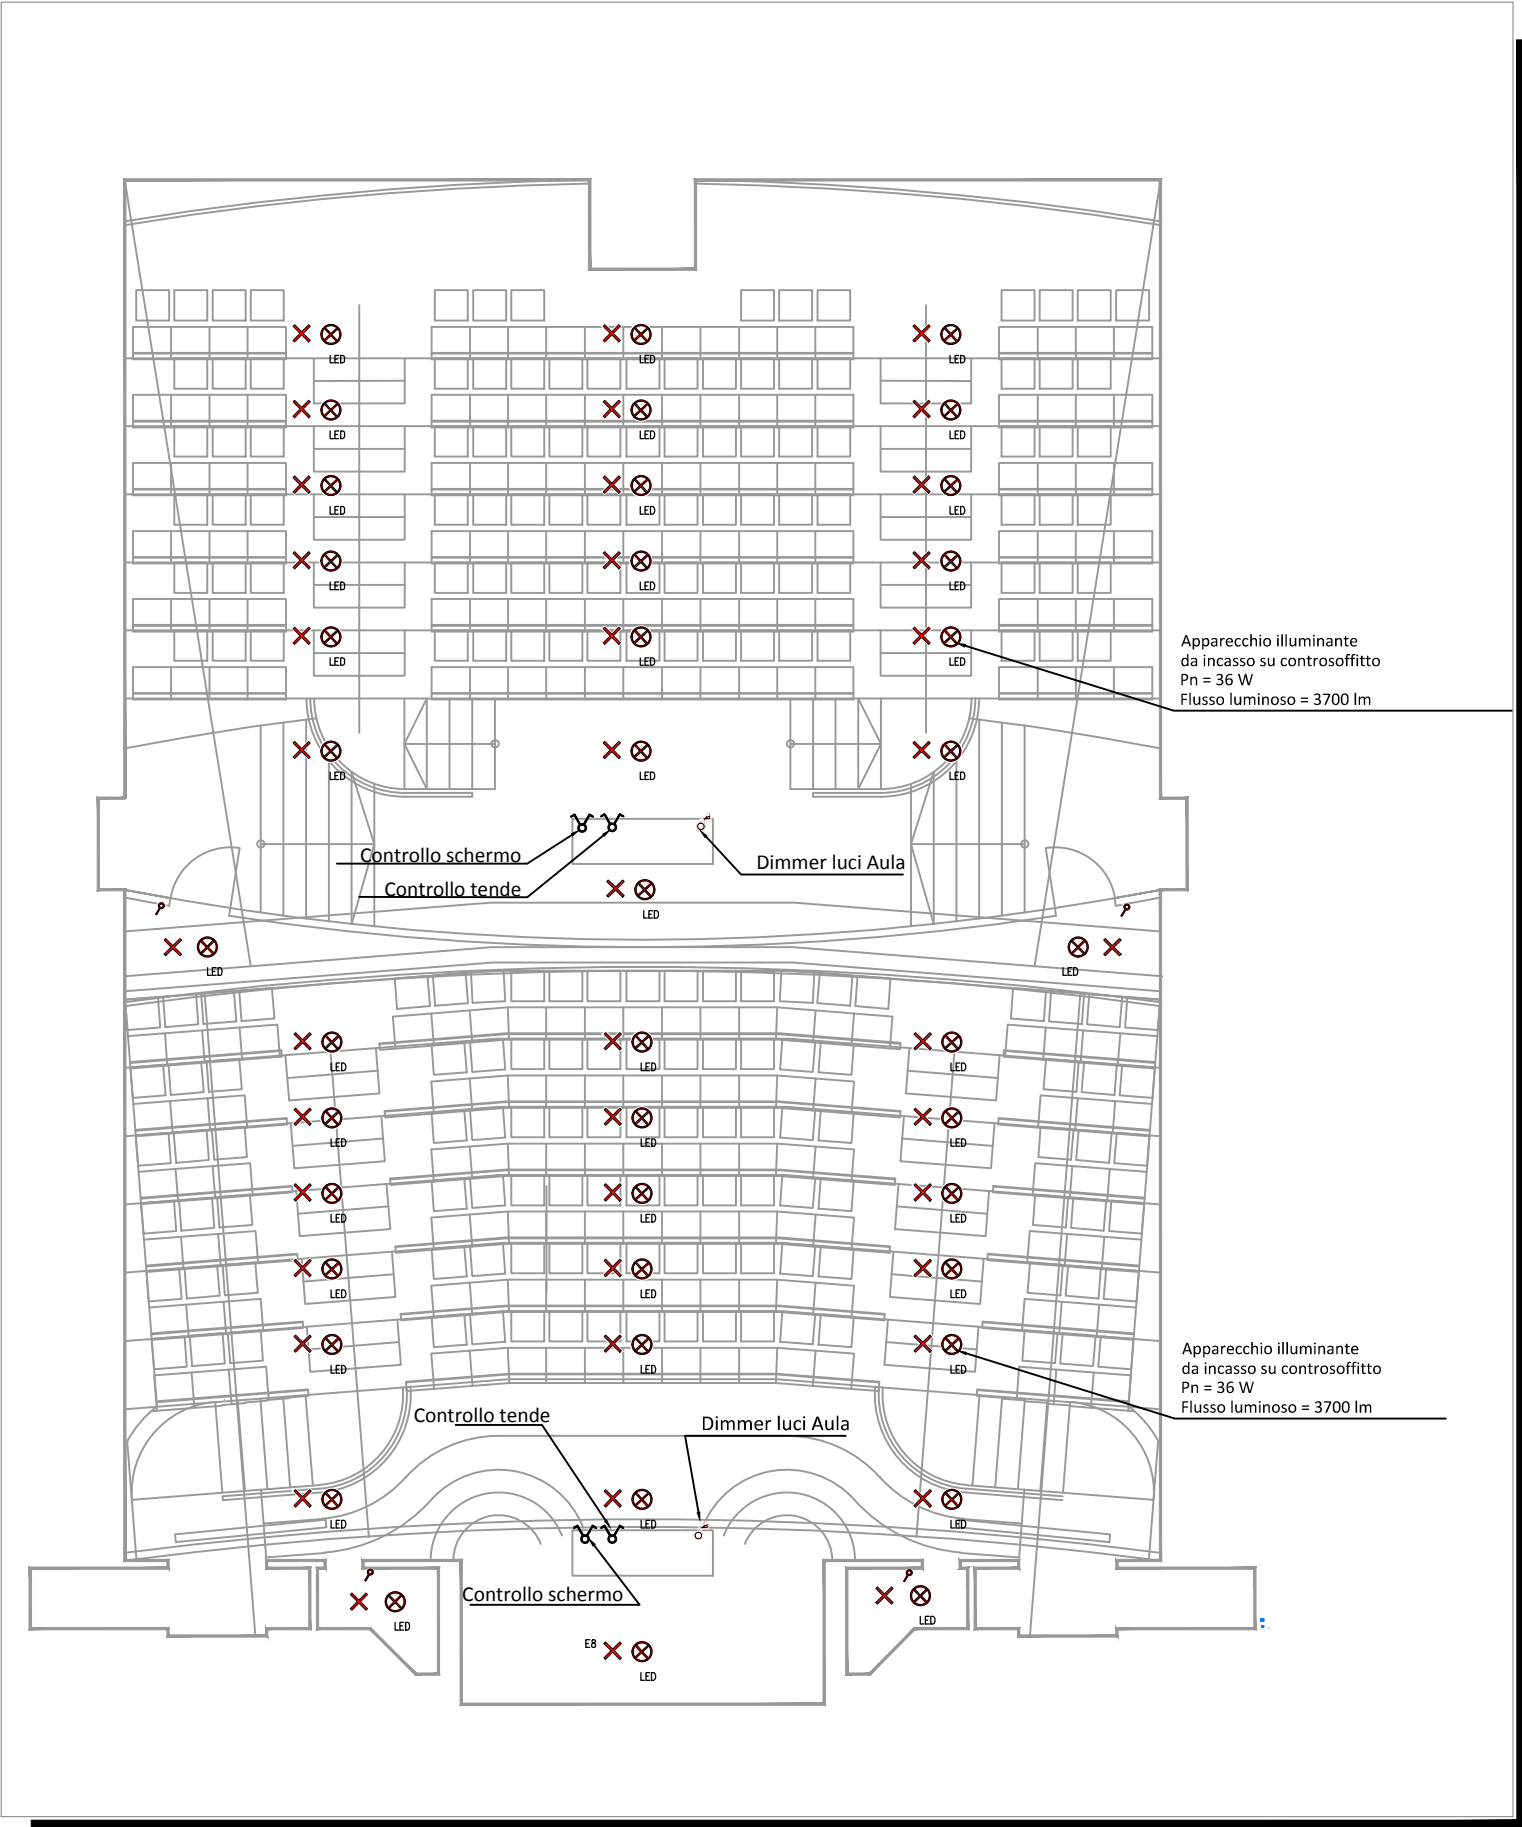 LED LED LED
LED LED LED
LED LED LED
LED LED LED
LED LED LED
Apparecchio illuminante
da incasso su controsoffitto
Pn = 36 W
Flusso luminoso = 3700 lm
LED LED LED
Controllo schermo
Dimmer luci Aula
Controllo tende
LED
LED LED
LED LED LED
LED LED LED
LED LED LED
LED LED LED
LED LED LED
Apparecchio illuminante
da incasso su controsoffitto
Pn = 36 W
Flusso luminoso = 3700 lm
Controllo tende
Dimmer luci Aula
LED LED LED
Controllo schermo
LED LED
E8
LED